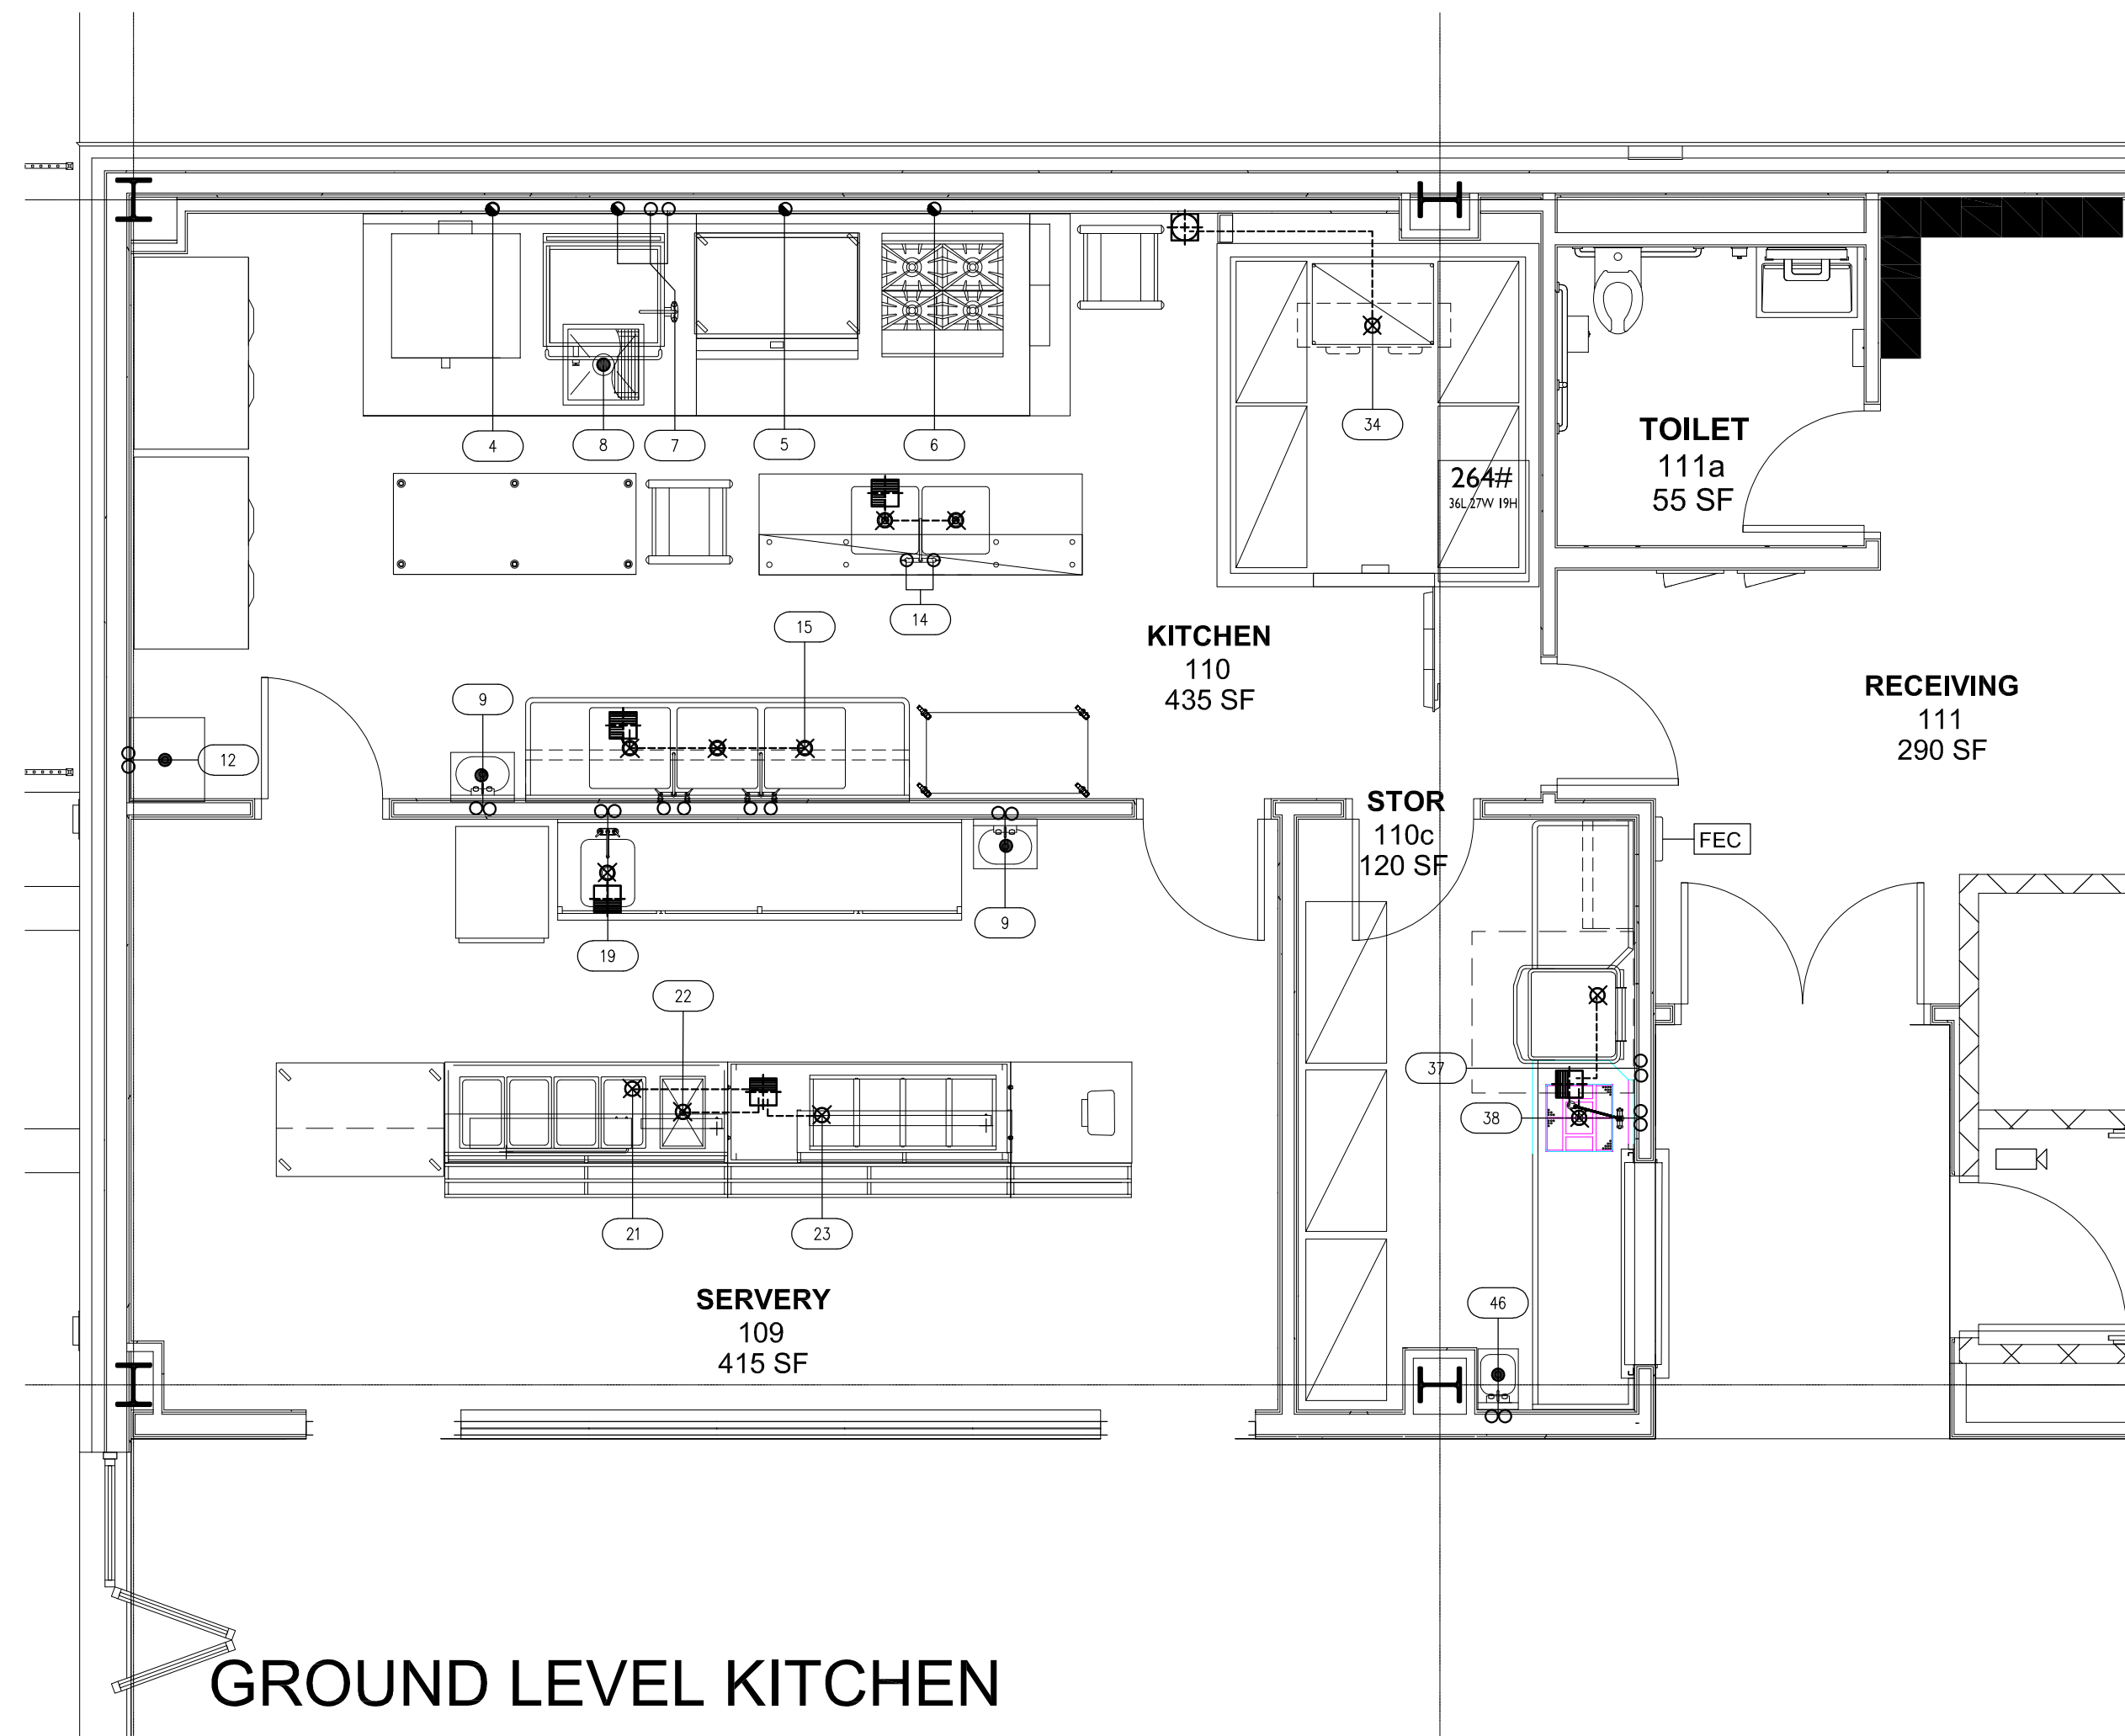 4
8
7
5
6
34
264#
36L 27W 19H
TOILET
111a
55 SF
14
15
KITCHEN
110
435 SF
9
12
RECEIVING
111
290 SF
STOR
110c
120 SF
FEC
9
19
22
37
38
21
23
46
SERVERY
109
415 SF
GROUND LEVEL KITCHEN